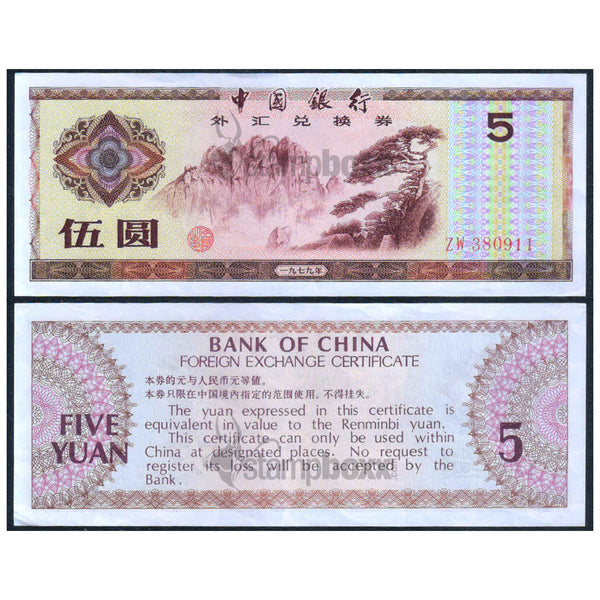 中國銀行
外汇兑换券
5
伍圆
ZW 380911
一九七九年
stampboxx
BANK OF CHINA
FOREIGN EXCHANGE CERTIFICATE
本券的元与人民币元等值。
本券只限在中国境内指定的范围使用。不得挂失。
FIVE
YUAN
The yuan expressed in this certificate is
equivalent in value to the Renminbi yuan.
This certificate can only be used within
China at designated places. No request to
register its loss will be accepted by the
Bank.
5
stampboxx